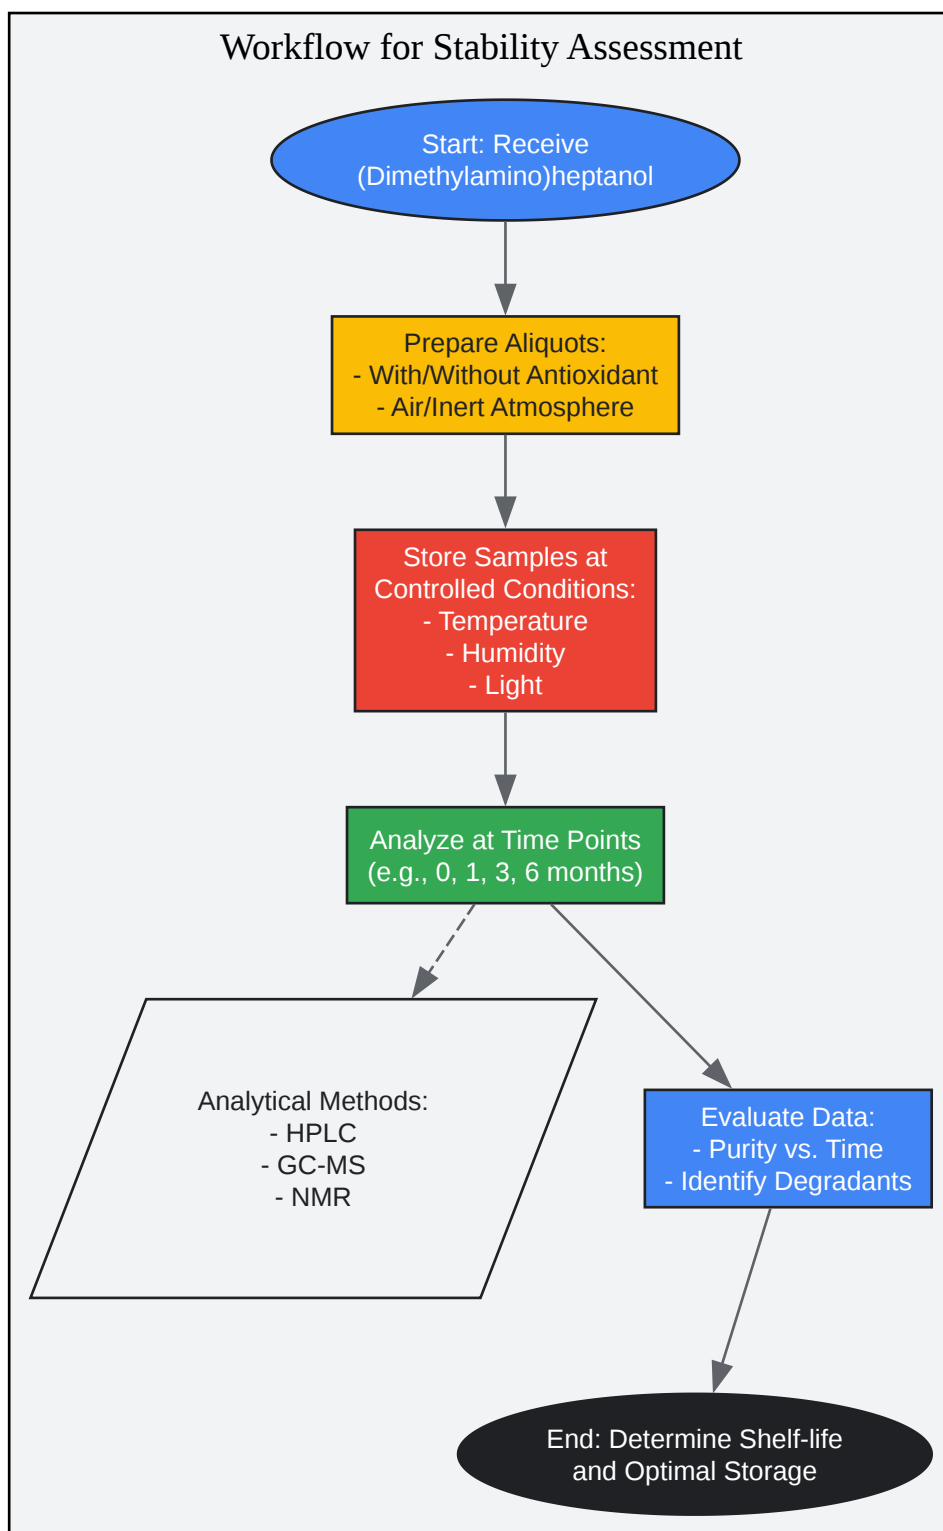 Workflow for Stability Assessment
Start: Receive
(Dimethylamino)heptanol
Prepare Aliquots:
- With/Without Antioxidant
- Air/Inert Atmosphere
Store Samples at
Controlled Conditions:
- Temperature
- Humidity
- Light
Analyze at Time Points
(e.g., 0, 1, 3, 6 months)
Analytical Methods:
- HPLC
- GC-MS
- NMR
Evaluate Data:
- Purity vs. Time
- Identify Degradants
End: Determine Shelf-life
and Optimal Storage